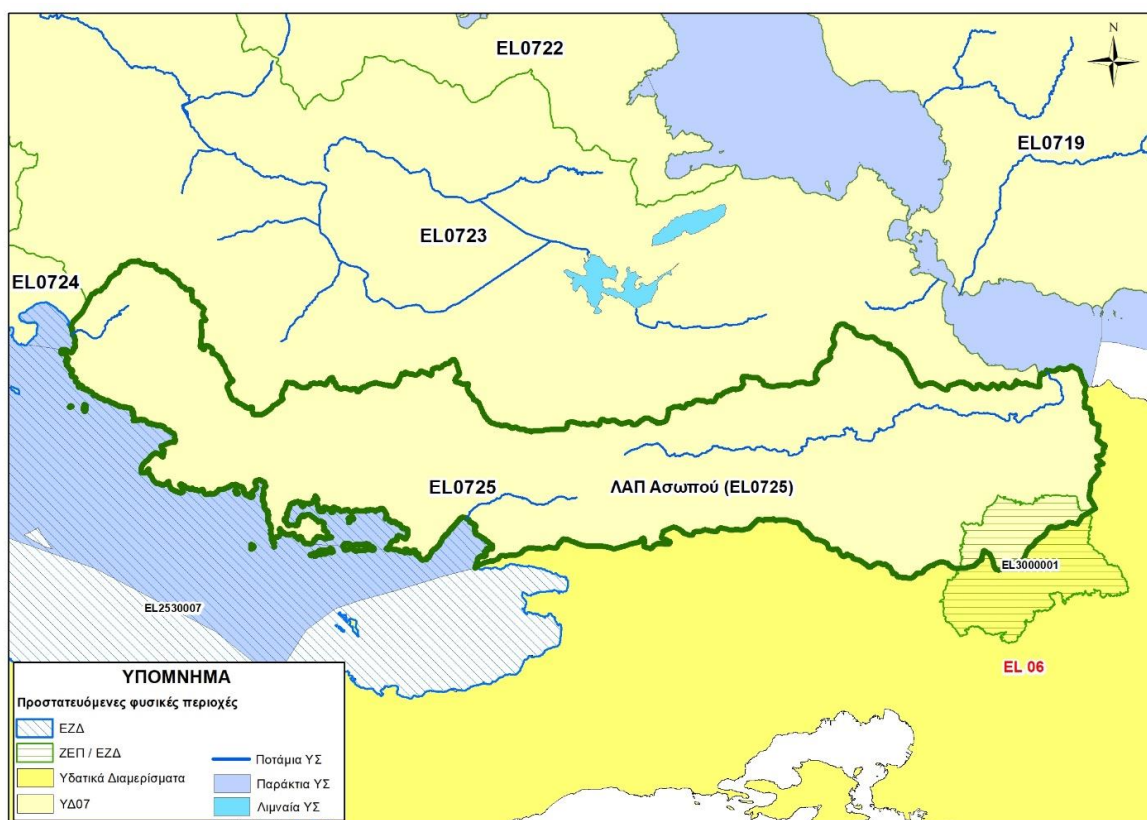 N
EL0722
EL0719
EL0723
EL0724
EL0725
ΛΑΠ Ασωπού (EL0725)
EL3000001
EL2530007
EL 06
ΥΠΟΜΝΗΜΑ
Προστατευόμενες φυσικές περιοχές
ΕΖΔ
ΖΕΠ / ΕΖΔ
Υδατικά Διαμερίσματα
ΥΔ07
Ποτάμια ΥΣ
Παράκτια ΥΣ
Λιμναία ΥΣ